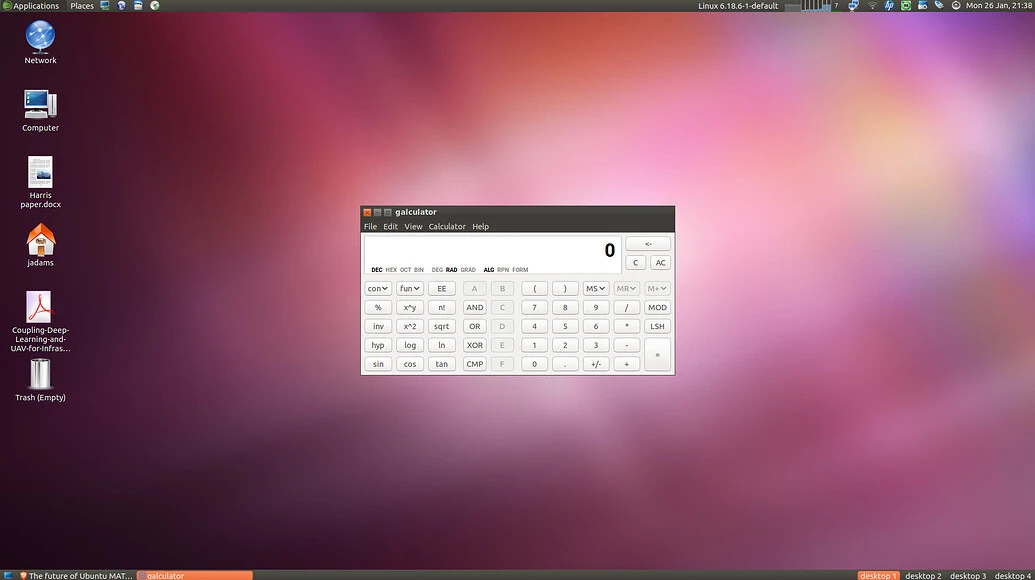 Applications Places Linux 6.18.6-1-default 7 Mon 26 Jan, 21:38
Network
Computer
Harris
paper.docx
jadams
Coupling-Deep-
Learning-and-
UAV-for-Infras...
Trash (Empty)
galculator
File Edit View Calculator Help
0
DEC HEX OCT BIN DEG RAD GRAD ALG RPN FORM
<-
C AC
con fun EE A B ( ) MS MR M+
% x^y n! AND C 7 8 9 / MOD
inv x^2 sqrt OR D 4 5 6 * LSH
hyp log ln XOR E 1 2 3 - =
sin cos tan CMP F 0 . +/- +
The future of Ubuntu MAT... galculator desktop 1 desktop 2 desktop 3 desktop 4